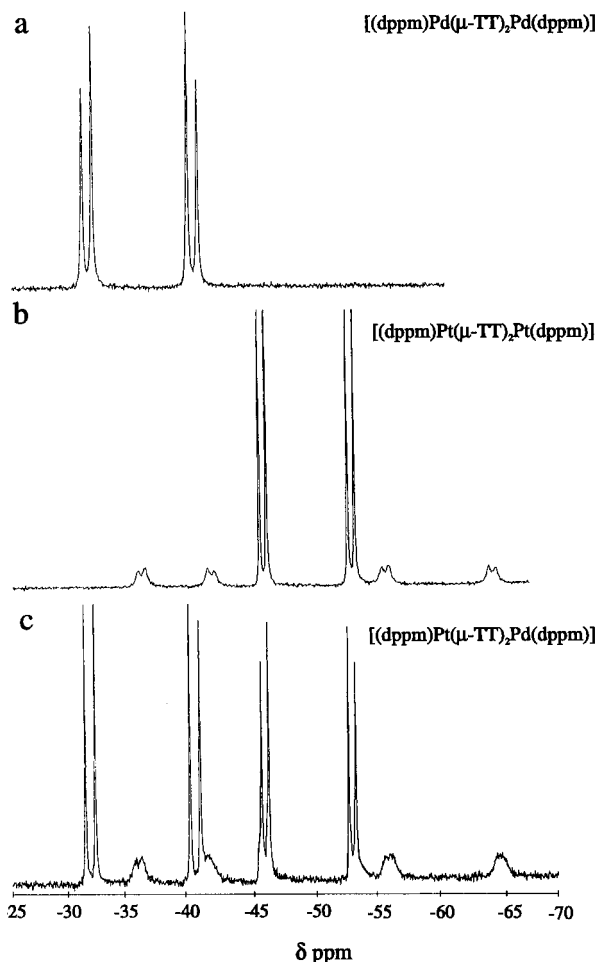 a
[(dppm)Pd(μ-TT)₂Pd(dppm)]
b
[(dppm)Pt(μ-TT)₂Pt(dppm)]
c
[(dppm)Pt(μ-TT)₂Pd(dppm)]
25 -30 -35 -40 -45 -50 -55 -60 -65 -70
δ ppm